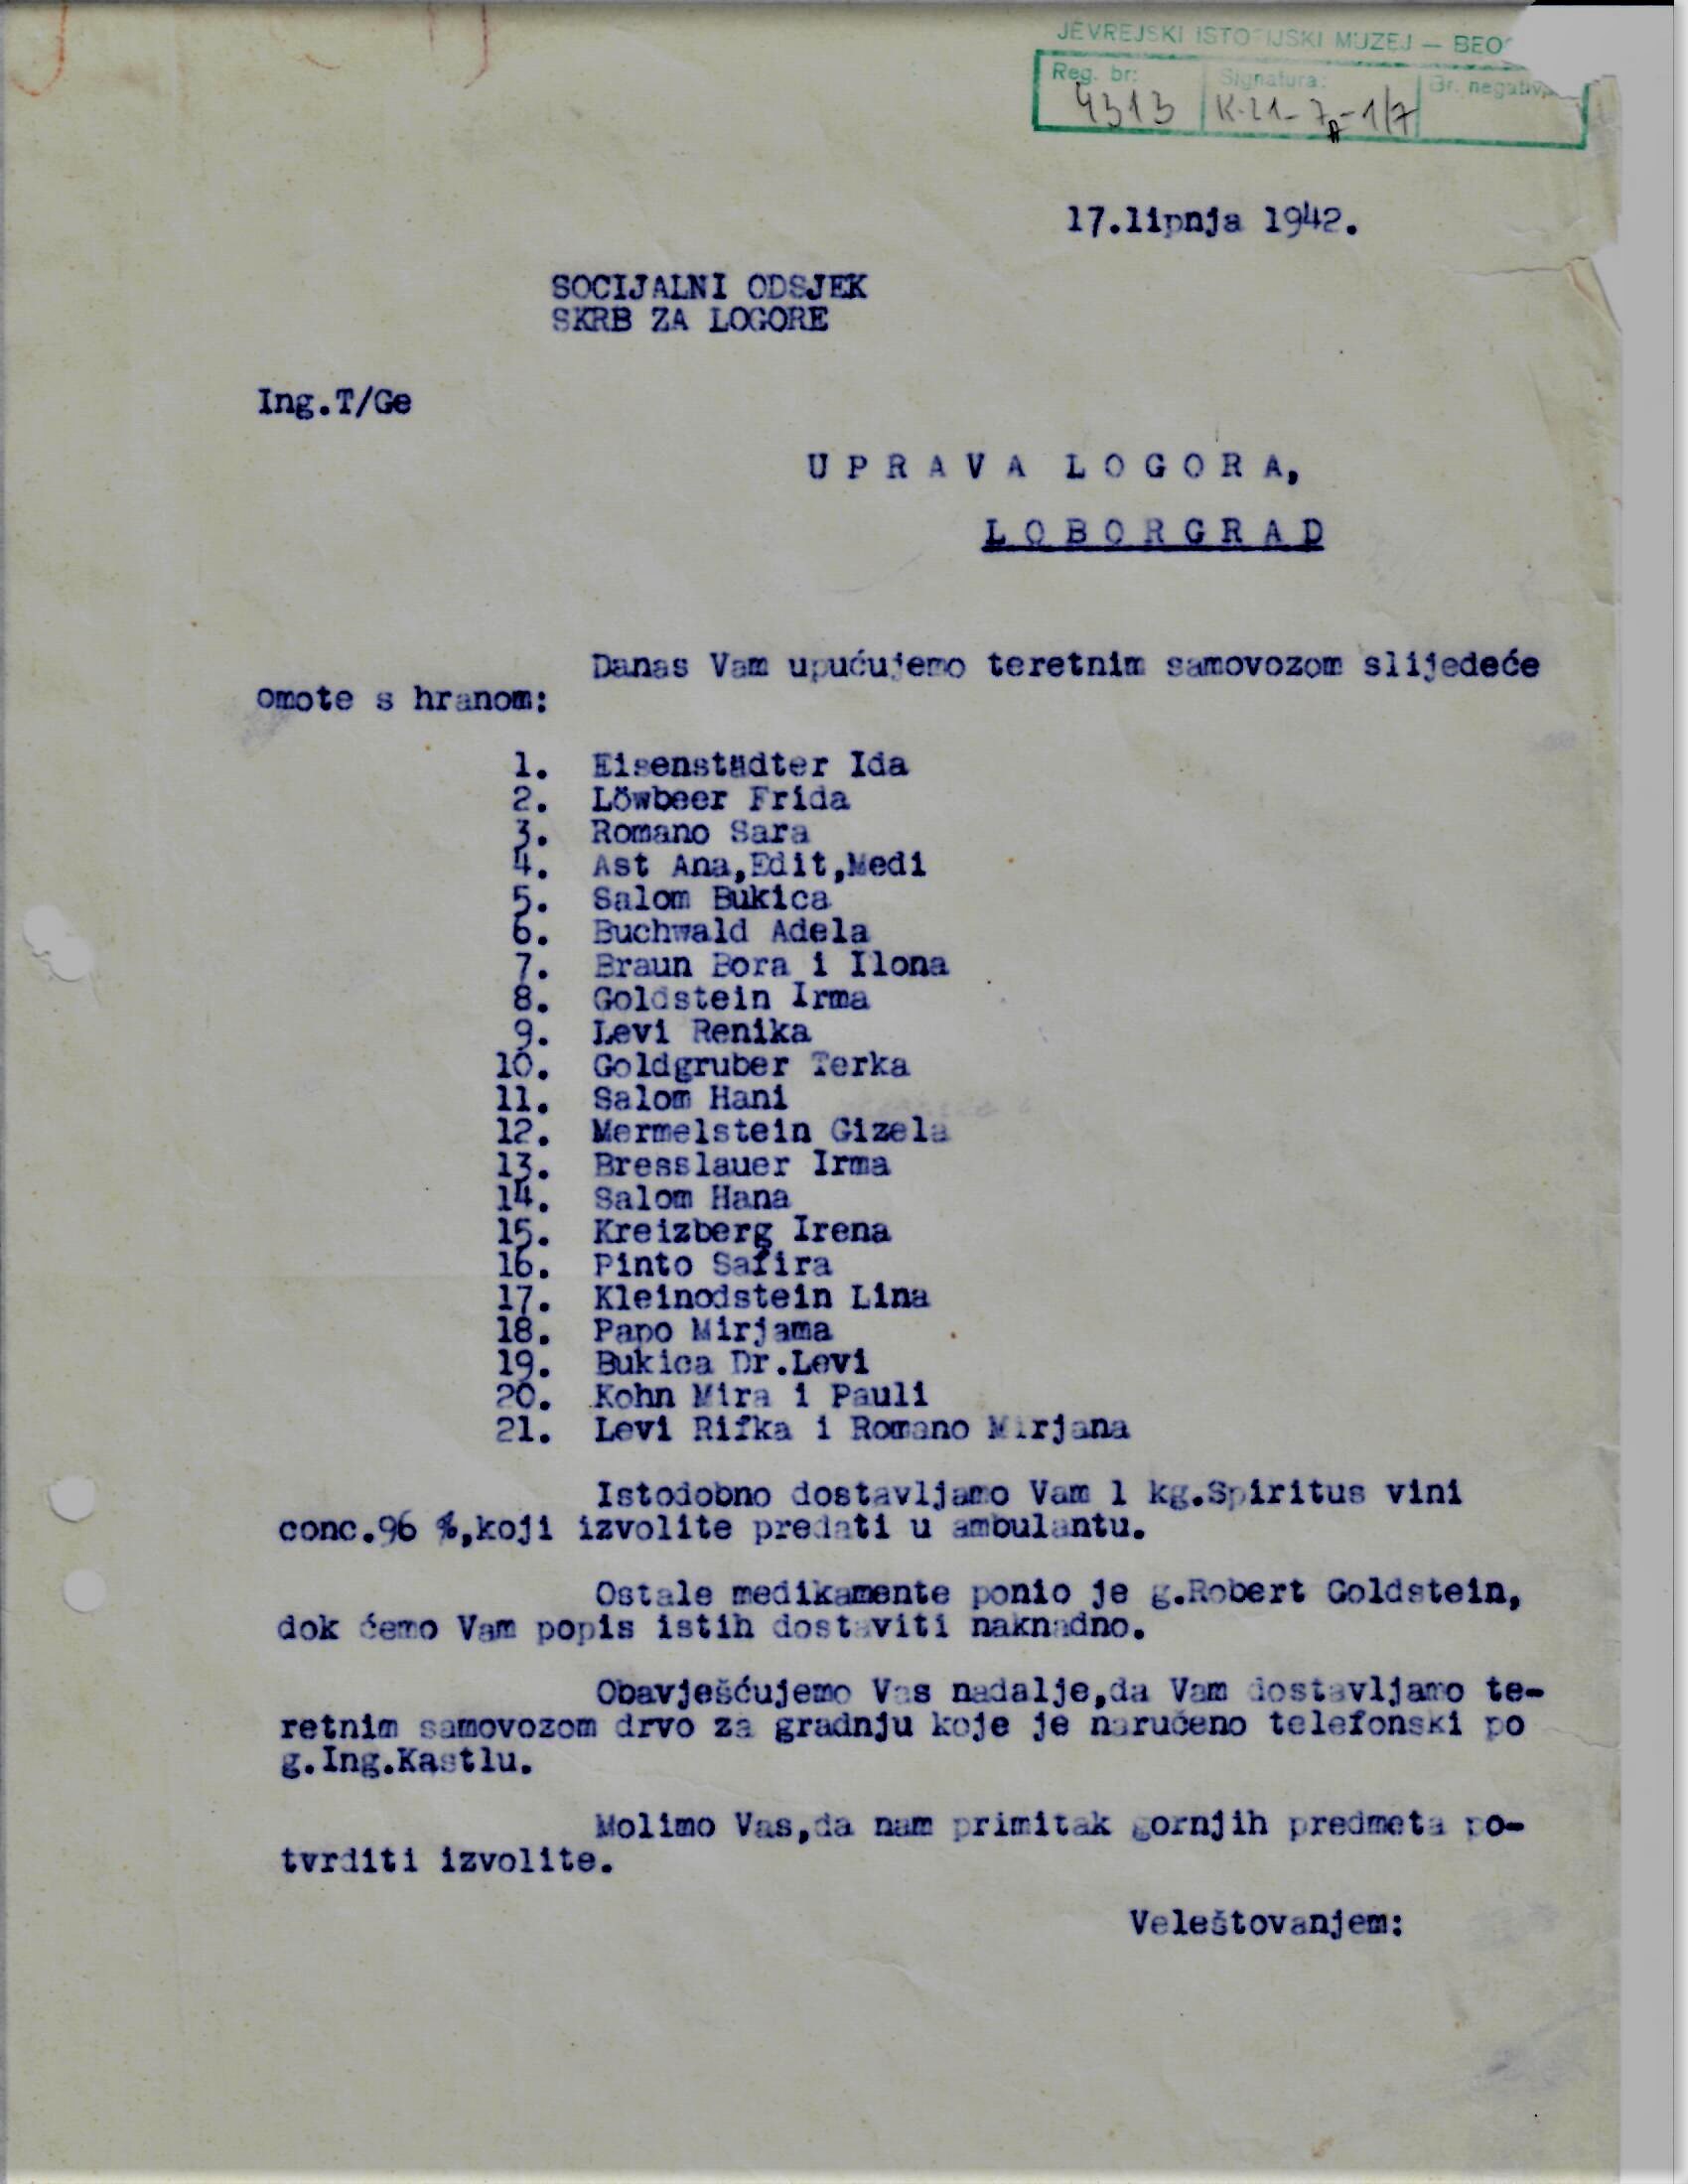 JEVREJSKI ISTORIJSKI MUZEJ —
Reg. br: Signatura: Br. negativa
4313 K-21-7A-1/7
17.lipnja 1942.
SOCIJALNI ODSJEK
SKRB ZA LOGORE
Ing.T/Ge
U P R A V A L O G O R A,
L O B O R G R A D
Danas Vam upućujemo teretnim samovozom slijedeće
omote s hranom:
1. Eisenstädter Ida
2. Löwbeer Frida
3. Romano Sara
4. Ast Ana,Edit,Medi
5. Salom Bukica
6. Buchwald Adela
7. Braun Bora i Ilona
8. Goldstein Irma
9. Levi Renika
10. Goldgruber Terka
11. Salom Hani
12. Mermelstein Gizela
13. Bresslauer Irma
14. Salom Hana
15. Kreizberg Irena
16. Pinto Safira
17. Kleinodstein Lina
18. Papo Mirjama
19. Bukica Dr.Levi
20. Kohn Mira i Pauli
21. Levi Rifka i Romano Mirjana
Istodobno dostavljamo Vam 1 kg.Spiritus vini
conc.96 %,koji izvolite predati u ambulantu.
Ostale medikamente ponio je g.Robert Goldstein,
dok ćemo Vam popis istih dostaviti naknadno.
Obavješćujemo Vas nadalje,da Vam dostavljamo te-
retnim samovozom drvo za gradnju koje je naručeno telefonski po
g.Ing.Kastlu.
Molimo Vas,da nam primitak gornjih predmeta po-
tvrditi izvolite.
Veleštovanjem: